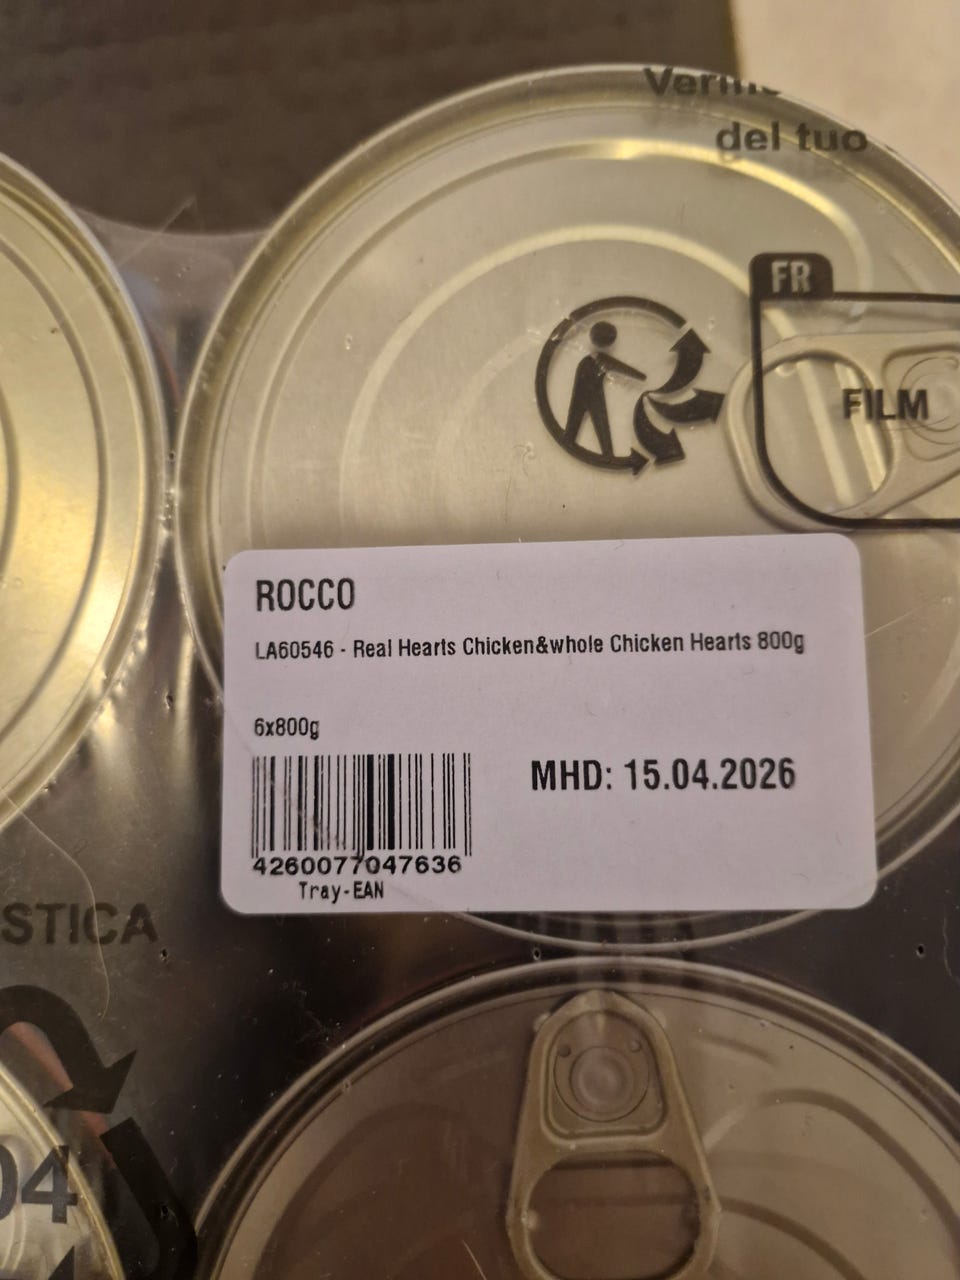 del tuo
FR
FILM
ROCCO
LA60546 - Real Hearts Chicken&whole Chicken Hearts 800g
6x800g
MHD: 15.04.2026
4260077047636
Tray-EAN
STICA
04